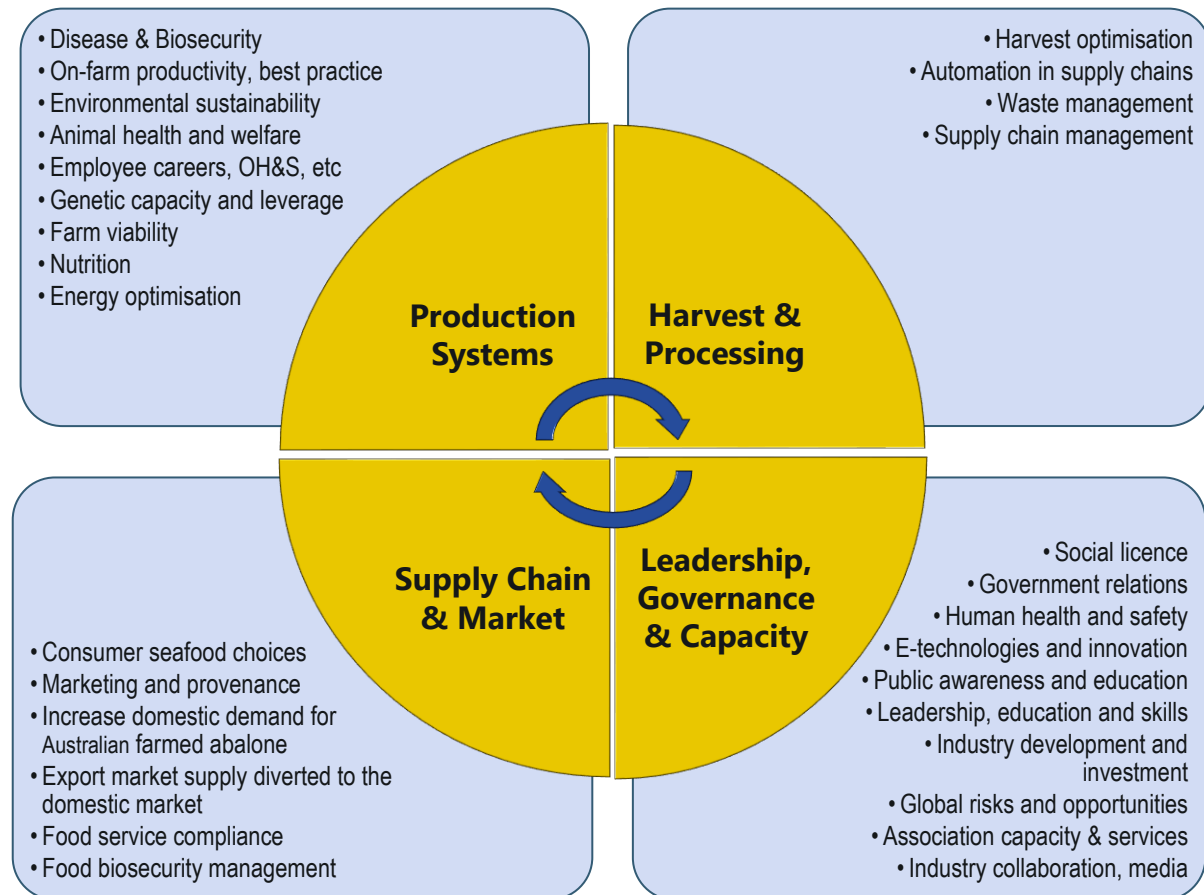 • Disease & Biosecurity
• On-farm productivity, best practice
• Environmental sustainability
• Animal health and welfare
• Employee careers, OH&S, etc
• Genetic capacity and leverage
• Farm viability
• Nutrition
• Energy optimisation
• Harvest optimisation
• Automation in supply chains
• Waste management
• Supply chain management
Production
Systems
Harvest &
Processing
Supply Chain
& Market
Leadership,
Governance
& Capacity
• Consumer seafood choices
• Marketing and provenance
• Increase domestic demand for
Australian farmed abalone
• Export market supply diverted to the
domestic market
• Food service compliance
• Food biosecurity management
• Social licence
• Government relations
• Human health and safety
• E-technologies and innovation
• Public awareness and education
• Leadership, education and skills
• Industry development and
investment
• Global risks and opportunities
• Association capacity & services
• Industry collaboration, media